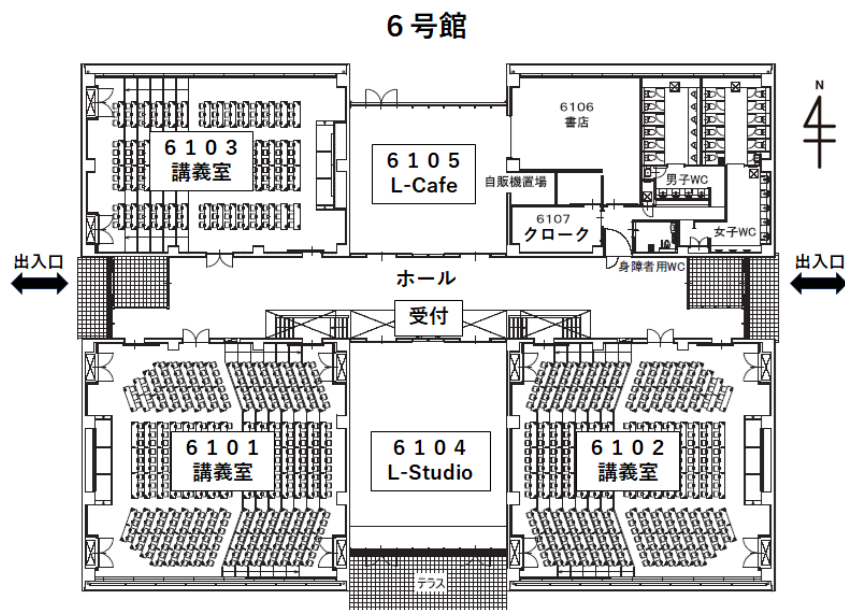 ６号館
N
６１０３
講義室
６１０５
L-Cafe
6106
書店
自販機置場
男子WC
6107
クローク
女子WC
身障者用WC
出入口
出入口
ホール
受付
６１０１
講義室
６１０４
L-Studio
６１０２
講義室
テラス